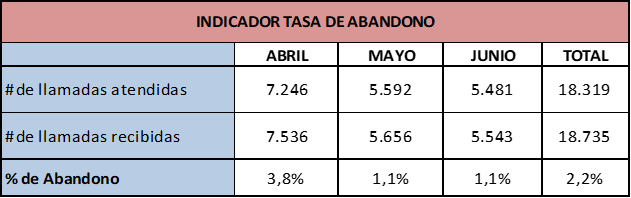 INDICADOR TASA DE ABANDONO
ABRIL MAYO JUNIO TOTAL
# de llamadas atendidas 7.246 5.592 5.481 18.319
# de llamadas recibidas 7.536 5.656 5.543 18.735
% de Abandono 3,8% 1,1% 1,1% 2,2%